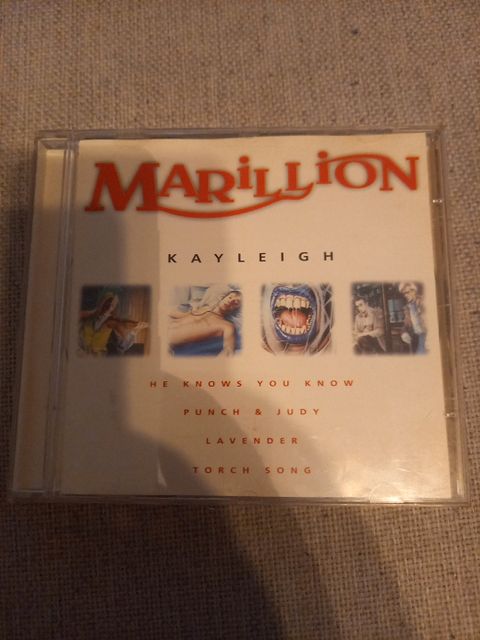 MARiLLiON
KAYLEIGH
HE KNOWS YOU KNOW
PUNCH & JUDY
LAVENDER
TORCH SONG